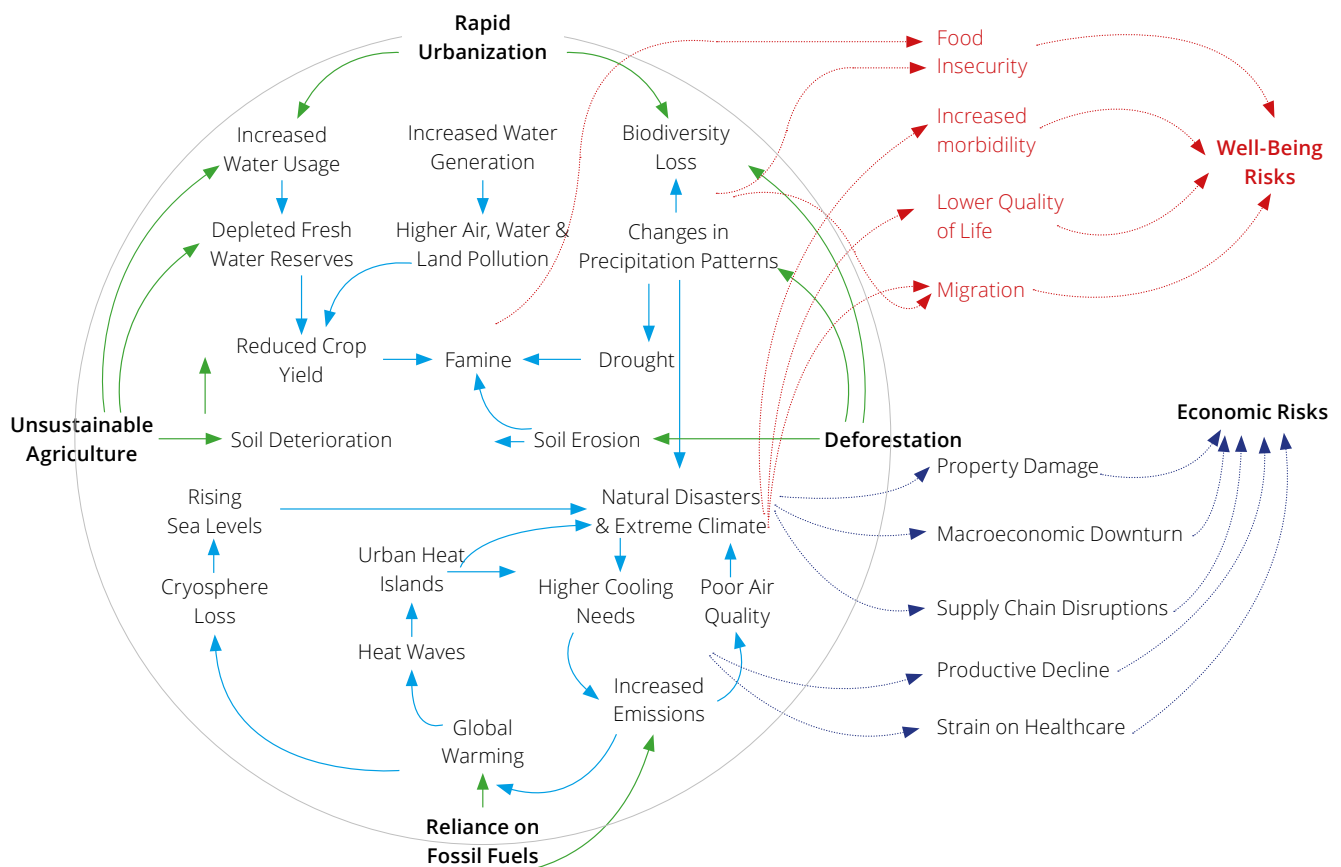 Rapid
Urbanization
Food
Insecurity
Increased
Water Usage
Increased Water
Generation
Biodiversity
Loss
Increased
morbidility
Well-Being
Risks
Depleted Fresh
Water Reserves
Higher Air, Water &
Land Pollution
Changes in
Precipitation Patterns
Lower Quality
of Life
Migration
Reduced Crop
Yield
Famine
Drought
Unsustainable
Agriculture
Soil Deterioration
Soil Erosion
Deforestation
Economic Risks
Property Damage
Rising
Sea Levels
Natural Disasters
& Extreme Climate
Macroeconomic Downturn
Urban Heat
Islands
Cryosphere
Loss
Higher Cooling
Needs
Poor Air
Quality
Supply Chain Disruptions
Heat Waves
Productive Decline
Increased
Emissions
Global
Warming
Strain on Healthcare
Reliance on
Fossil Fuels